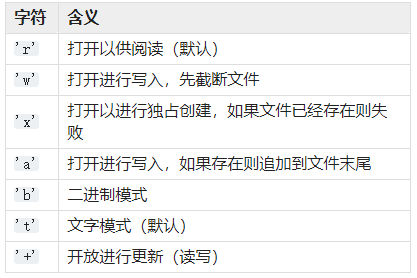 字符 含义
'r' 打开以供阅读（默认）
'w' 打开进行写入，先截断文件
'x' 打开以进行独占创建，如果文件已经存在则失
败
'a' 打开进行写入，如果存在则追加到文件末尾
'b' 二进制模式
't' 文字模式（默认）
'+' 开放进行更新（读写）